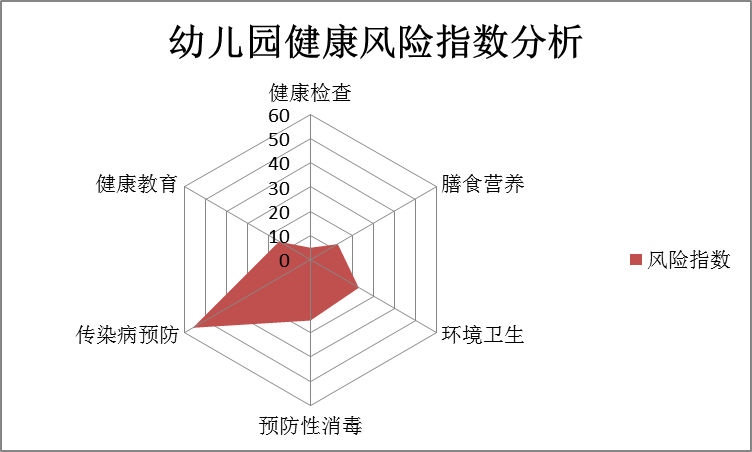 幼儿园健康风险指数分析
健康检查
60
50
40
30
20
10
0
健康教育
膳食营养
风险指数
传染病预防
环境卫生
预防性消毒